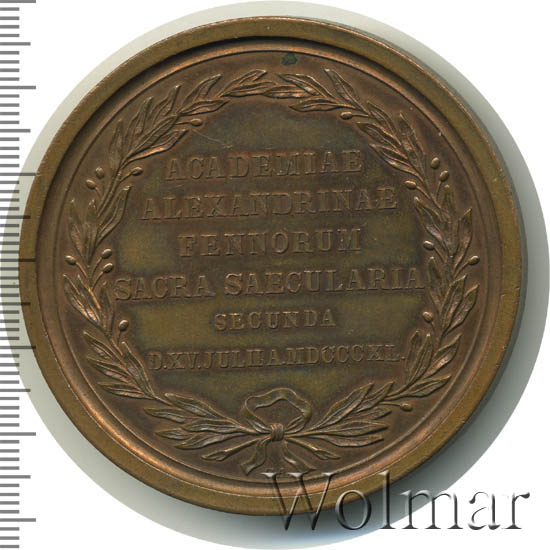 ACADEMIAE
ALEXANDRINAE
FENNORUM
SACRA SAECULARIA
SECUNDA
D.XV.JULII A.MDCCCXL.
Wolmar